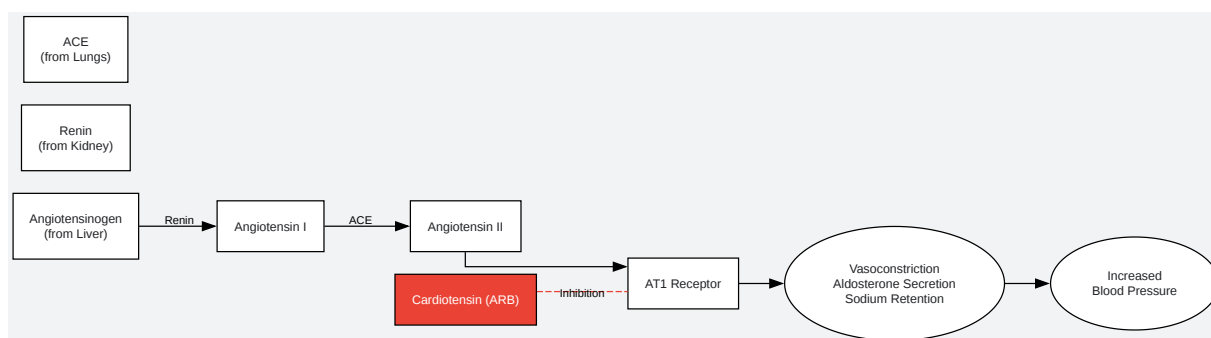 ACE
(from Lungs)
Renin
(from Kidney)
Angiotensinogen
(from Liver)
Renin
Angiotensin I
ACE
Angiotensin II
Cardiotensin (ARB)
Inhibition
AT1 Receptor
Vasoconstriction
Aldosterone Secretion
Sodium Retention
Increased
Blood Pressure